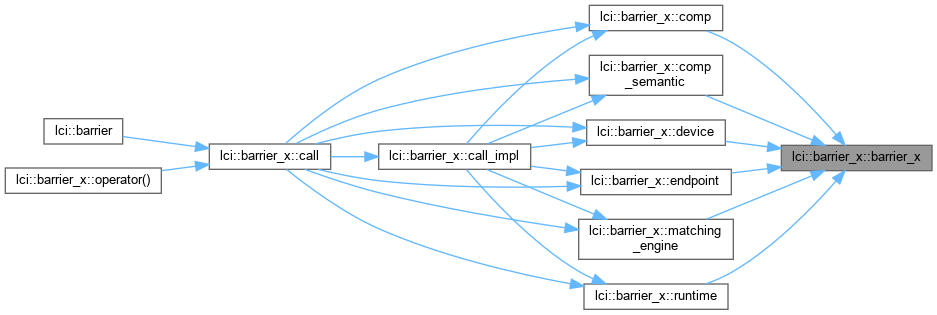 lci::barrier
lci::barrier_x::operator()
lci::barrier_x::call
lci::barrier_x::call_impl
lci::barrier_x::comp
lci::barrier_x::comp
_semantic
lci::barrier_x::device
lci::barrier_x::endpoint
lci::barrier_x::matching
_engine
lci::barrier_x::runtime
lci::barrier_x::barrier_x